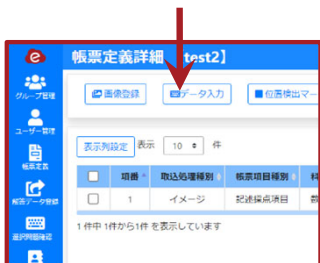 帳票定義詳細 test2】
グループ管理
画像登録
データ入力
位置検出マー
ユーザー管理
帳票定義
表示列設定 表示 10 件
項番 取込処理種別 帳票項目種別 科
解答データ登録
1 イメージ 記述採点項目 数
選択問題確認
1 件中 1件から1件 を表示しています